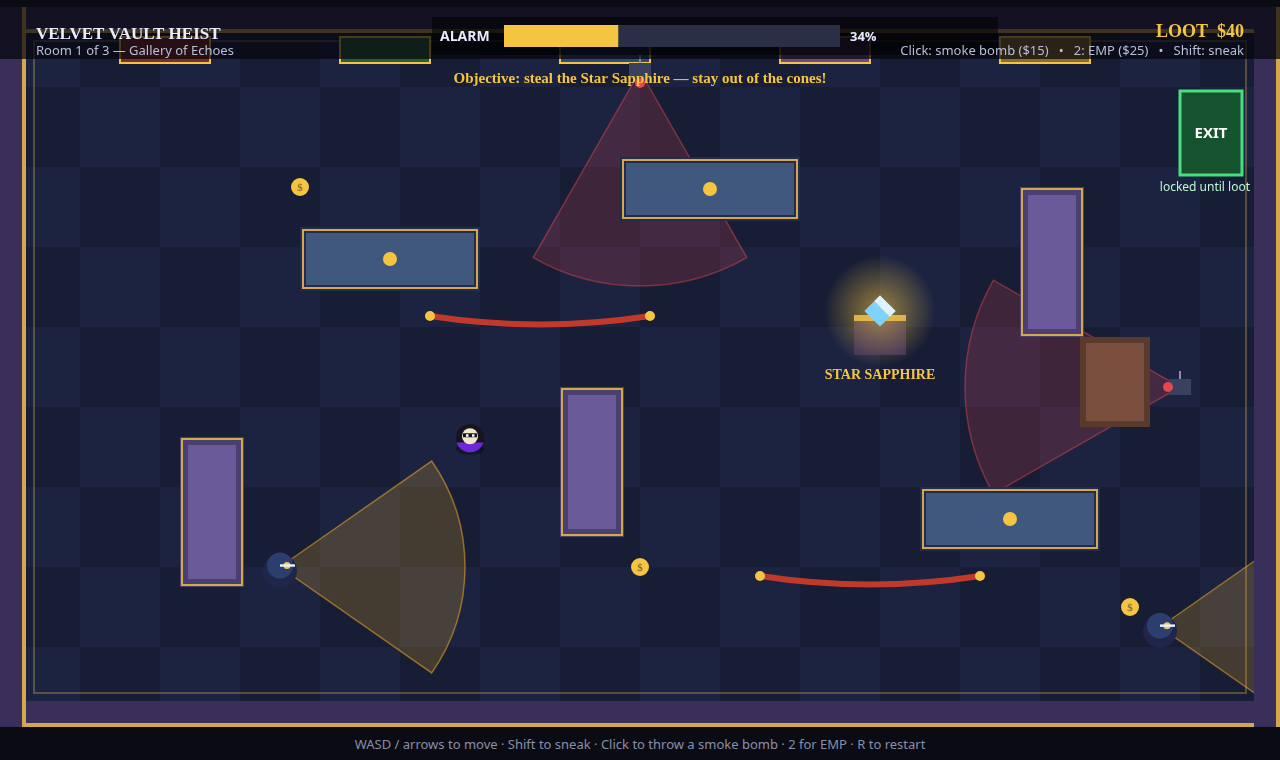 VELVET VAULT HEIST
Room 1 of 3 — Gallery of Echoes
ALARM
34%
LOOT $40
Click: smoke bomb ($15) • 2: EMP ($25) • Shift: sneak
Objective: steal the Star Sapphire — stay out of the cones!
EXIT
locked until loot
$
STAR SAPPHIRE
$
$
WASD / arrows to move · Shift to sneak · Click to throw a smoke bomb · 2 for EMP · R to restart